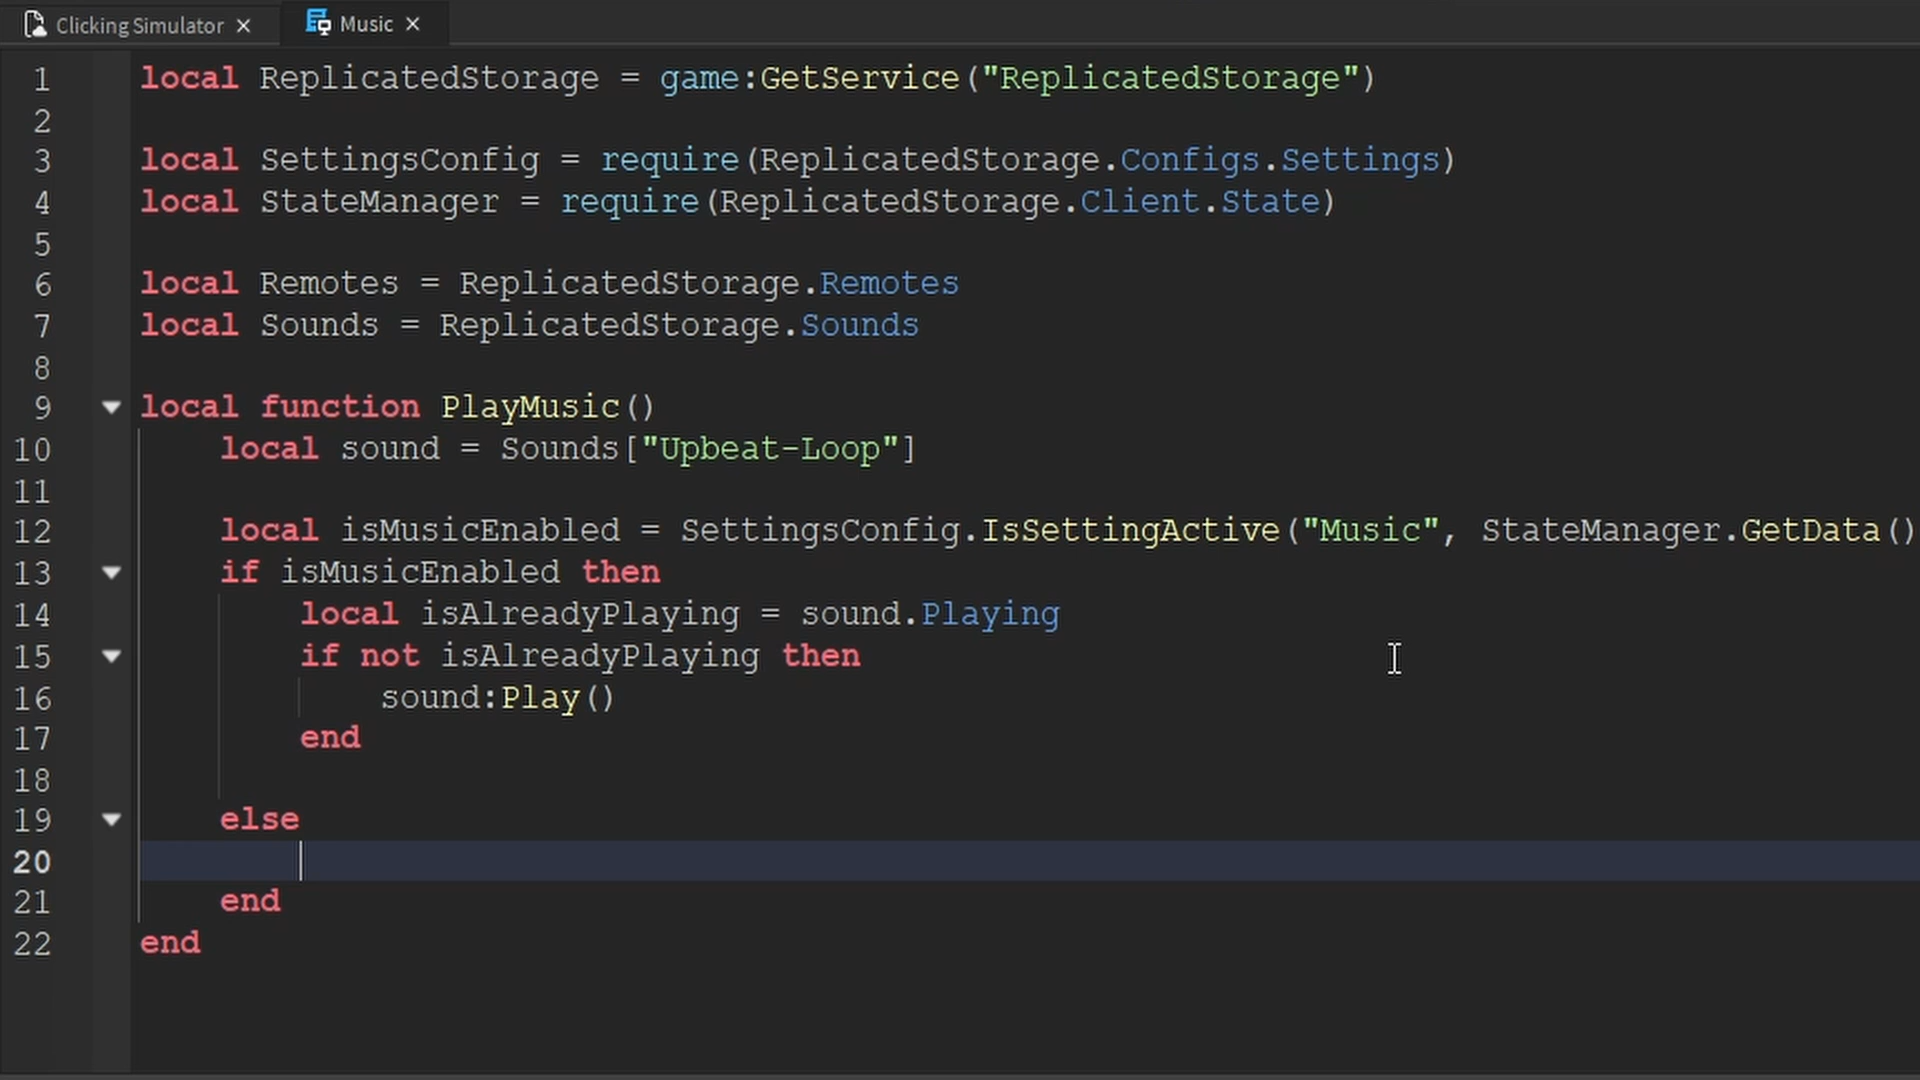 Clicking Simulator × Music ×
1 local ReplicatedStorage = game:GetService("ReplicatedStorage")
2
3 local SettingsConfig = require(ReplicatedStorage.Configs.Settings)
4 local StateManager = require(ReplicatedStorage.Client.State)
5
6 local Remotes = ReplicatedStorage.Remotes
7 local Sounds = ReplicatedStorage.Sounds
8
9 local function PlayMusic()
10 local sound = Sounds["Upbeat-Loop"]
11
12 local isMusicEnabled = SettingsConfig.IsSettingActive("Music", StateManager.GetData()
13 if isMusicEnabled then
14 local isAlreadyPlaying = sound.Playing
15 if not isAlreadyPlaying then
16 sound:Play()
17 end
18
19 else
20
21 end
22 end